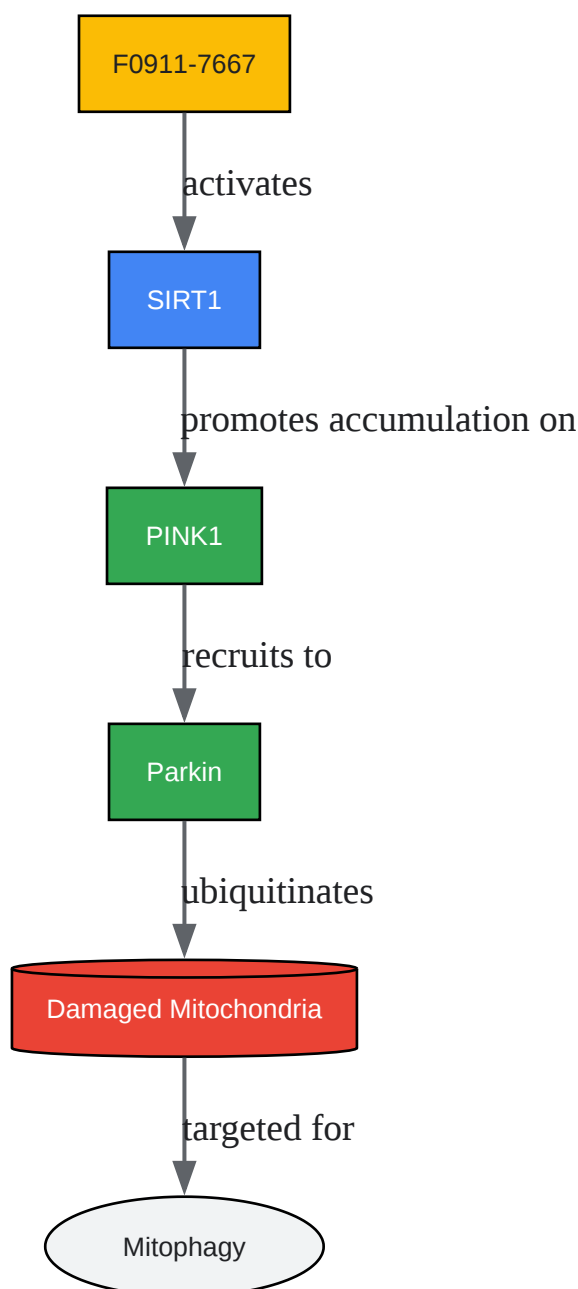 F0911-7667
activates
SIRT1
promotes accumulation on
PINK1
recruits to
Parkin
ubiquitinates
Damaged Mitochondria
targeted for
Mitophagy